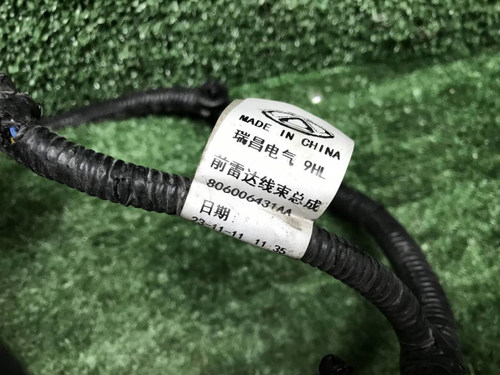 MADE IN CHINA
瑞昌电气 9HL
前雷达线束总成
806006431AA
日期:
23-11-11 11:35